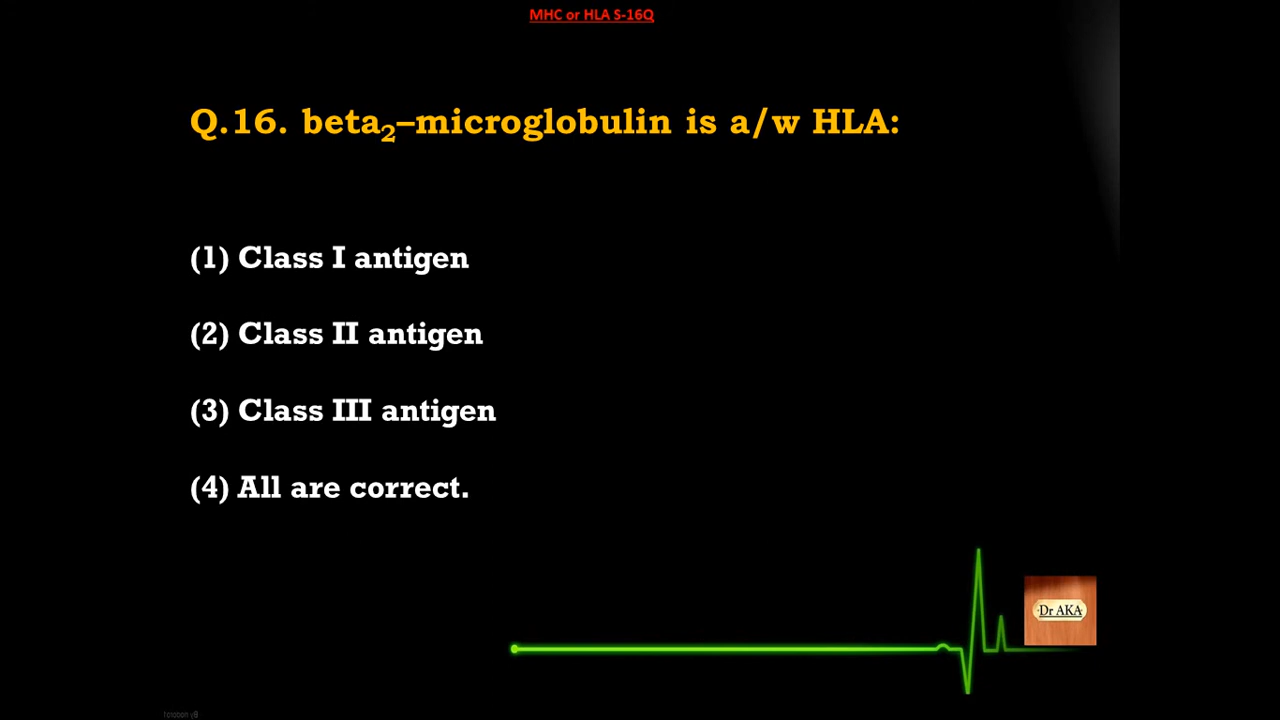 MHC or HLA S-16Q
Q.16. beta₂–microglobulin is a/w HLA:
(1) Class I antigen
(2) Class II antigen
(3) Class III antigen
(4) All are correct.
Dr AKA